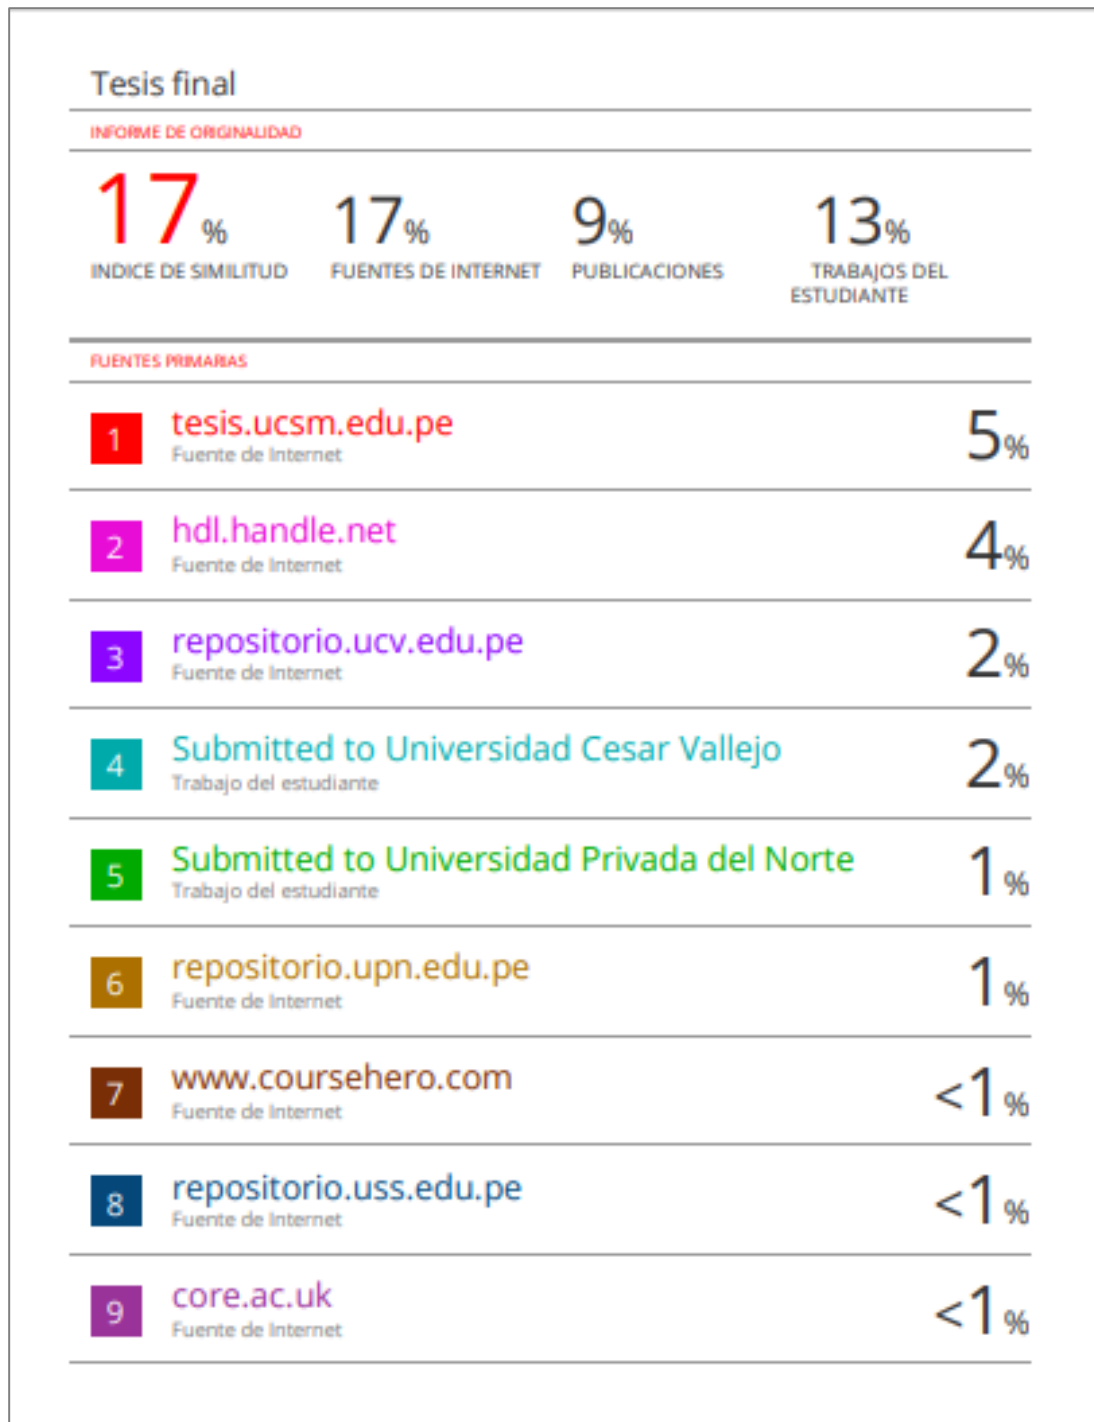 Tesis final
INFORME DE ORIGINALIDAD
17% 17% 9% 13%
INDICE DE SIMILITUD FUENTES DE INTERNET PUBLICACIONES TRABAJOS DEL
ESTUDIANTE
FUENTES PRIMARIAS
1 tesis.ucsm.edu.pe 5%
Fuente de Internet
2 hdl.handle.net 4%
Fuente de Internet
3 repositorio.ucv.edu.pe 2%
Fuente de Internet
4 Submitted to Universidad Cesar Vallejo 2%
Trabajo del estudiante
5 Submitted to Universidad Privada del Norte 1%
Trabajo del estudiante
6 repositorio.upn.edu.pe 1%
Fuente de Internet
7 www.coursehero.com <1%
Fuente de Internet
8 repositorio.uss.edu.pe <1%
Fuente de Internet
9 core.ac.uk <1%
Fuente de Internet